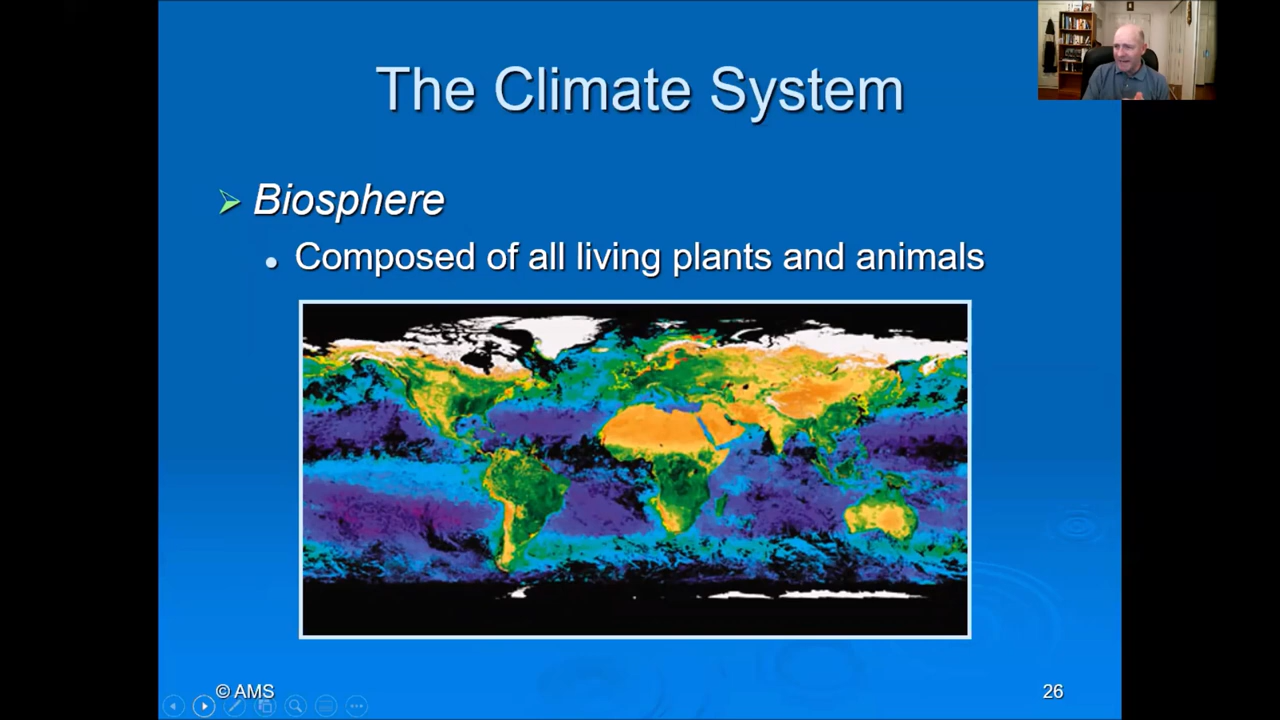 The Climate System
Biosphere
Composed of all living plants and animals
© AMS
26